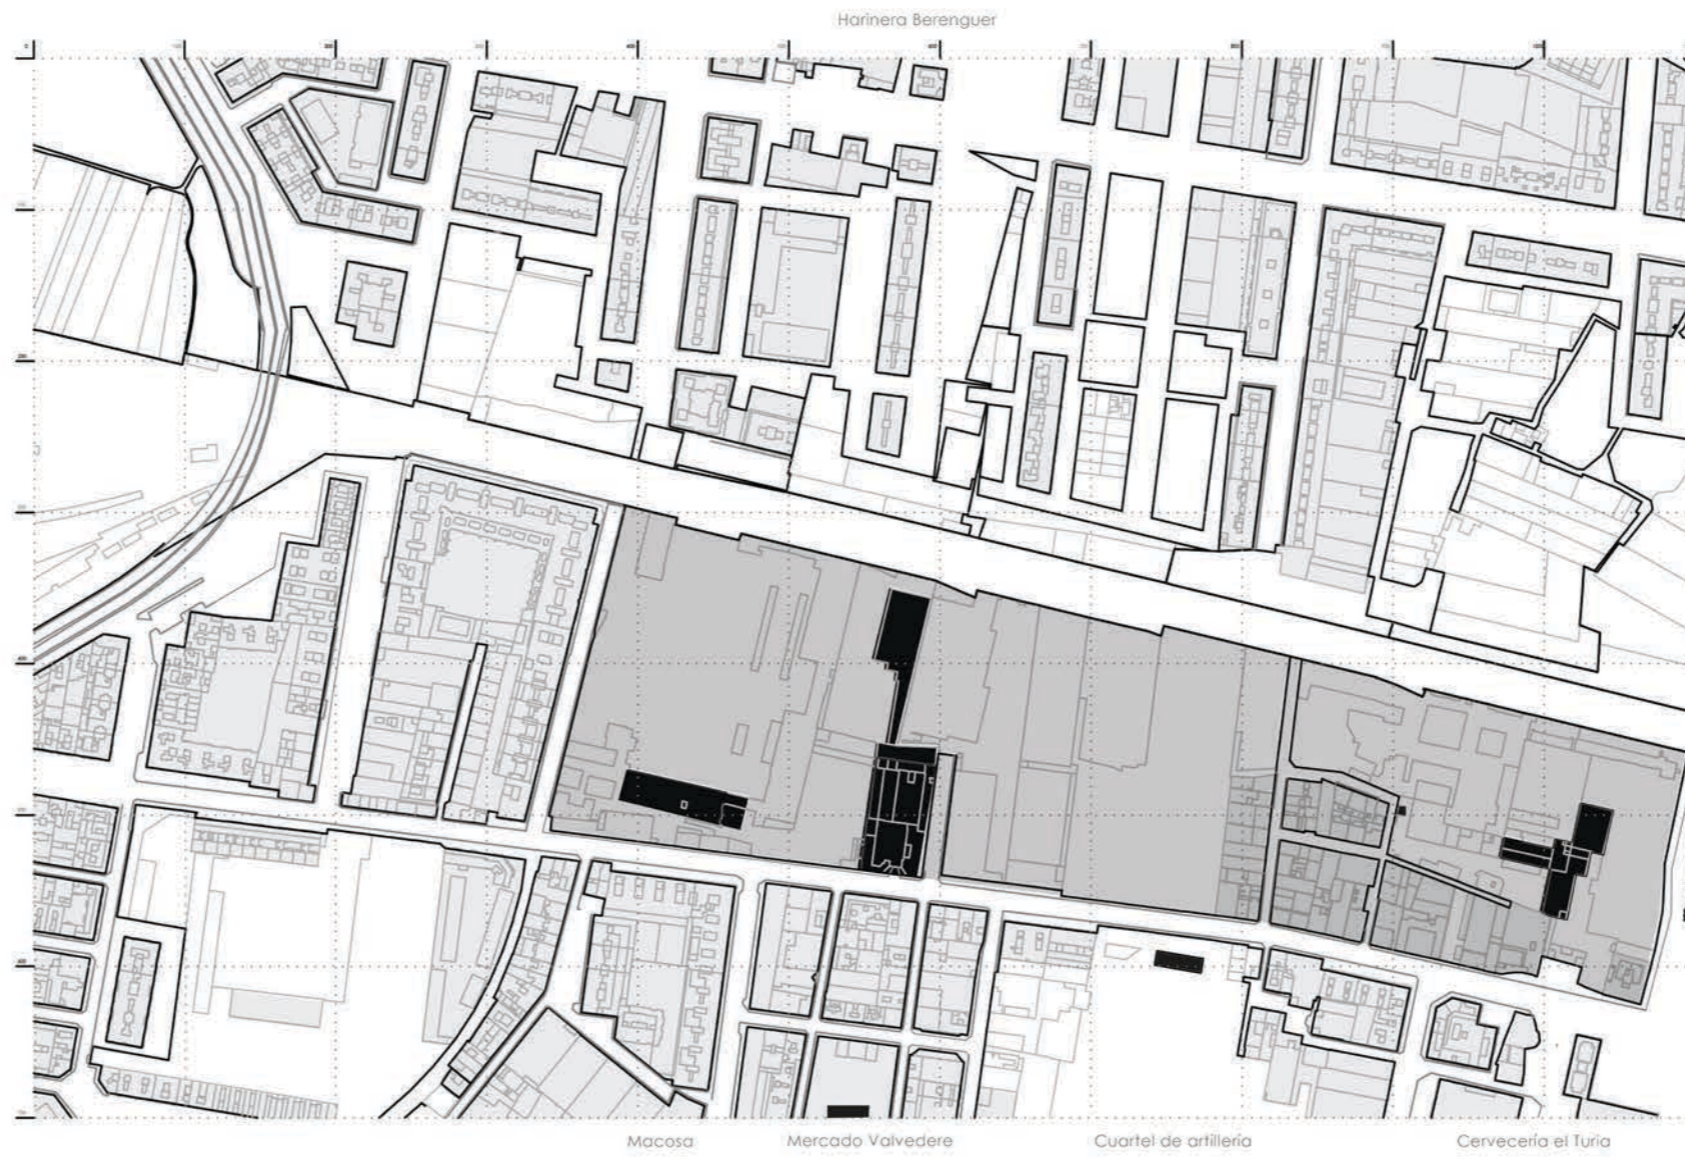 Harinera Berenguer
Macosa
Mercado Valvedere
Cuartel de artillería
Cervecería el Turia